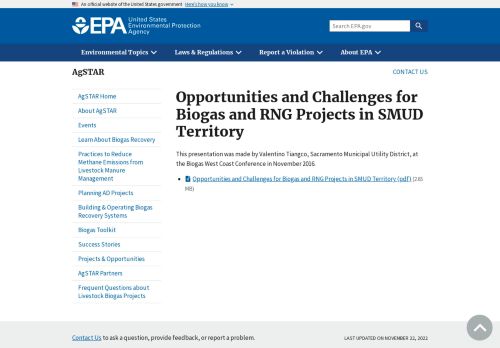 An official website of the United States government Here's how you know
EPA United States
Environmental Protection
Agency
Search EPA.gov
Environmental Topics Laws & Regulations Report a Violation About EPA
AgSTAR
CONTACT US
AgSTAR Home
About AgSTAR
Events
Learn About Biogas Recovery
Practices to Reduce
Methane Emissions from
Livestock Manure
Management
Planning AD Projects
Building & Operating Biogas
Recovery Systems
Biogas Toolkit
Success Stories
Projects & Opportunities
AgSTAR Partners
Frequent Questions about
Livestock Biogas Projects
Opportunities and Challenges for
Biogas and RNG Projects in SMUD
Territory
This presentation was made by Valentino Tiangco, Sacramento Municipal Utility District, at
the Biogas West Coast Conference in November 2016.
Opportunities and Challenges for Biogas and RNG Projects in SMUD Territory (pdf) (2.65
MB)
Contact Us to ask a question, provide feedback, or report a problem.
LAST UPDATED ON NOVEMBER 22, 2022